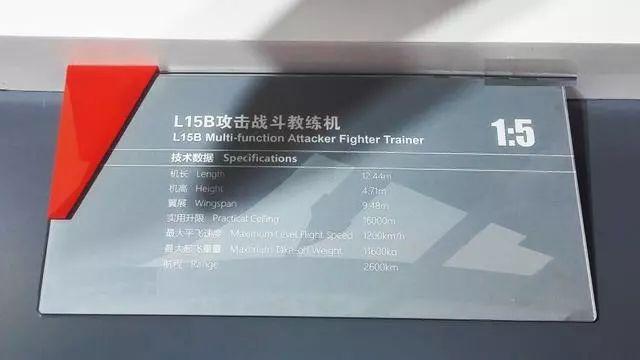 L15B攻击战斗教练机
L15B Multi-function Attacker Fighter Trainer
1:5
技术数据 Specifications
机长 Length 12.44m
机高 Height 4.71m
翼展 Wingspan 9.48m
实用升限 Practical Ceiling 16000m
最大平飞速度 Maximum Level Flight Speed 1200km/h
最大起飞重量 Maximum Take-off Weight 11600kg
航程 Range 2600km